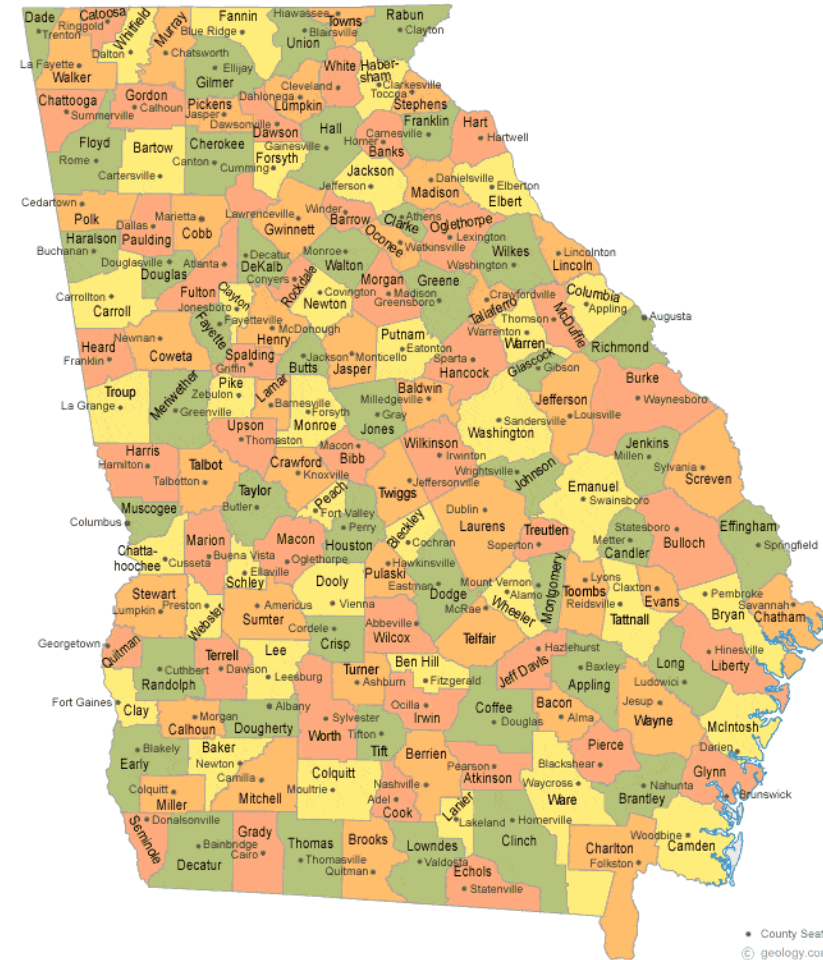 Dade
Catoosa
Ringgold
Trenton
Whitfield
Dalton
Murray
Chatsworth
Fannin
Blue Ridge
Hiawassee
Towns
Blairsville
Union
Rabun
Clayton
La Fayette
Walker
Ellijay
Gilmer
White
Cleveland
Haber-
sham
Clarkesville
Toccoa
Stephens
Chattooga
Summerville
Gordon
Calhoun
Pickens
Jasper
Dahlonega
Lumpkin
Dawsonville
Dawson
Hall
Gainesville
Homer
Banks
Carnesville
Franklin
Hart
Hartwell
Floyd
Rome
Bartow
Cartersville
Cherokee
Canton
Cumming
Forsyth
Jackson
Jefferson
Danielsville
Madison
Elberton
Elbert
Cedartown
Polk
Dallas
Paulding
Marietta
Cobb
Lawrenceville
Gwinnett
Winder
Barrow
Clarke
Athens
Oconee
Watkinsville
Oglethorpe
Lexington
Wilkes
Washington
Lincolnton
Lincoln
Haralson
Buchanan
Douglasville
Douglas
Atlanta
Fulton
Decatur
DeKalb
Conyers
Rockdale
Monroe
Walton
Covington
Newton
Morgan
Madison
Greene
Greensboro
Crawfordville
Taliaferro
Thomson
McDuffie
Columbia
Appling
Augusta
Richmond
Carrollton
Carroll
Jonesboro
Clayton
Fayette
Fayetteville
McDonough
Henry
Putnam
Eatonton
Sparta
Hancock
Warrenton
Warren
Glascock
Gibson
Heard
Franklin
Newnan
Coweta
Spalding
Griffin
Butts
Jackson
Monticello
Jasper
Baldwin
Milledgeville
Jefferson
Louisville
Burke
Waynesboro
Troup
La Grange
Meriwether
Greenville
Pike
Zebulon
Lamar
Barnesville
Forsyth
Monroe
Gray
Jones
Sandersville
Washington
Upson
Thomaston
Macon
Bibb
Wilkinson
Irwinton
Jeffersonville
Twiggs
Wrightsville
Johnson
Emanuel
Swainsboro
Jenkins
Millen
Sylvania
Screven
Harris
Hamilton
Talbot
Talbotton
Crawford
Knoxville
Taylor
Butler
Peach
Fort Valley
Perry
Houston
Bleckley
Cochran
Dublin
Laurens
Treutlen
Soperton
Statesboro
Metter
Candler
Bulloch
Effingham
Springfield
Muscogee
Columbus
Chatta-
hoochee
Cusseta
Marion
Buena Vista
Macon
Oglethorpe
Ellaville
Schley
Dooly
Vienna
Pulaski
Hawkinsville
Eastman
Dodge
McRae
Mount Vernon
Alamo
Wheeler
Montgomery
Toombs
Lyons
Reidsville
Claxton
Evans
Tattnall
Pembroke
Bryan
Savannah
Chatham
Stewart
Lumpkin
Preston
Webster
Americus
Sumter
Cordele
Crisp
Abbeville
Wilcox
Telfair
Georgetown
Quitman
Cuthbert
Randolph
Terrell
Dawson
Lee
Leesburg
Turner
Ashburn
Ben Hill
Fitzgerald
Jeff Davis
Hazlehurst
Baxley
Appling
Long
Ludowici
Hinesville
Liberty
Fort Gaines
Clay
Morgan
Calhoun
Albany
Dougherty
Sylvester
Worth
Tifton
Tift
Ocilla
Irwin
Coffee
Douglas
Bacon
Alma
Jesup
Wayne
McIntosh
Darien
Early
Blakely
Baker
Newton
Camilla
Mitchell
Colquitt
Moultrie
Berrien
Nashville
Pearson
Atkinson
Pierce
Blackshear
Waycross
Ware
Nahunta
Brantley
Glynn
Brunswick
Colquitt
Miller
Adel
Cook
Lanier
Lakeland
Homerville
Clinch
Seminole
Donalsonville
Bainbridge
Decatur
Grady
Cairo
Thomas
Thomasville
Brooks
Quitman
Lowndes
Valdosta
Echols
Statenville
Charlton
Folkston
Woodbine
Camden
County Seat
© geology.co